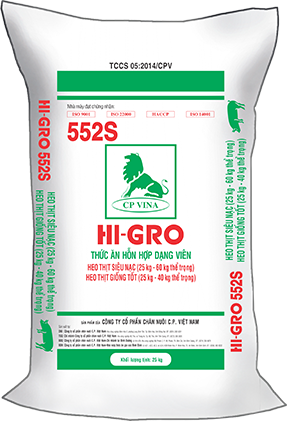 TCCS 05:2014/CPV
Nhà máy đạt chứng nhận:
ISO 9001 ISO 22000 HACCP ISO 14001
552S
CP VINA
HI-GRO
THỨC ĂN HỖN HỢP DẠNG VIÊN
HEO THỊT SIÊU NẠC (25 kg - 60 kg thể trọng)
HEO THỊT GIỐNG TỐT (25 kg - 40 kg thể trọng)
SẢN PHẨM CỦA CÔNG TY CỔ PHẦN CHĂN NUÔI C.P. VIỆT NAM
Khối lượng tịnh: 25 kg
HI-GRO 552S
HEO THỊT SIÊU NẠC (25 kg - 60 kg thể trọng)
HEO THỊT GIỐNG TỐT (25 kg - 40 kg thể trọng)
HI-GRO 552S
HEO THỊT SIÊU NẠC (25 kg - 60 kg thể trọng)
HEO THỊT GIỐNG TỐT (25 kg - 40 kg thể trọng)